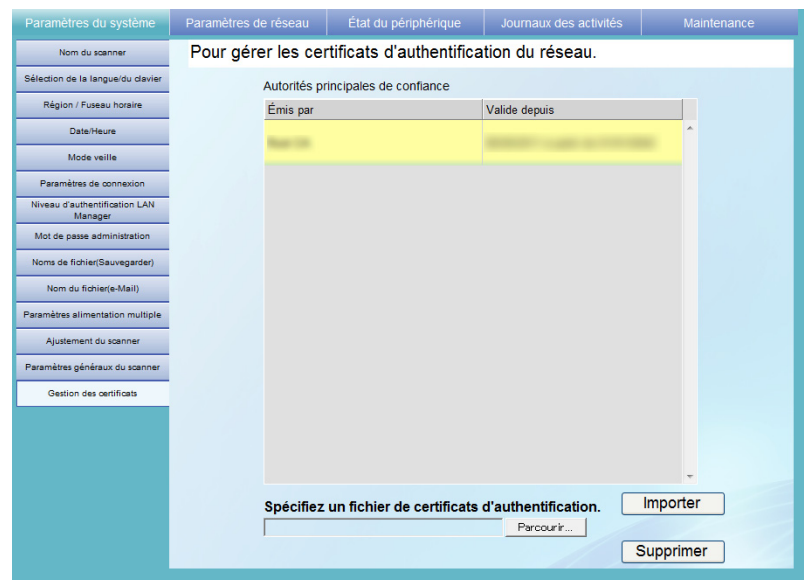 Paramètres du système
Paramètres de réseau
État du périphérique
Journaux des activités
Maintenance
Nom du scanner
Sélection de la langue/du clavier
Région / Fuseau horaire
Date/Heure
Mode veille
Paramètres de connexion
Niveau d'authentification LAN
Manager
Mot de passe administration
Noms de fichier(Sauvegarder)
Nom du fichier(e-Mail)
Paramètres alimentation multiple
Ajustement du scanner
Paramètres généraux du scanner
Gestion des certificats
Pour gérer les certificats d'authentification du réseau.
Autorités principales de confiance
Émis par
Valide depuis
Spécifiez un fichier de certificats d'authentification.
Importer
Parcourir...
Supprimer